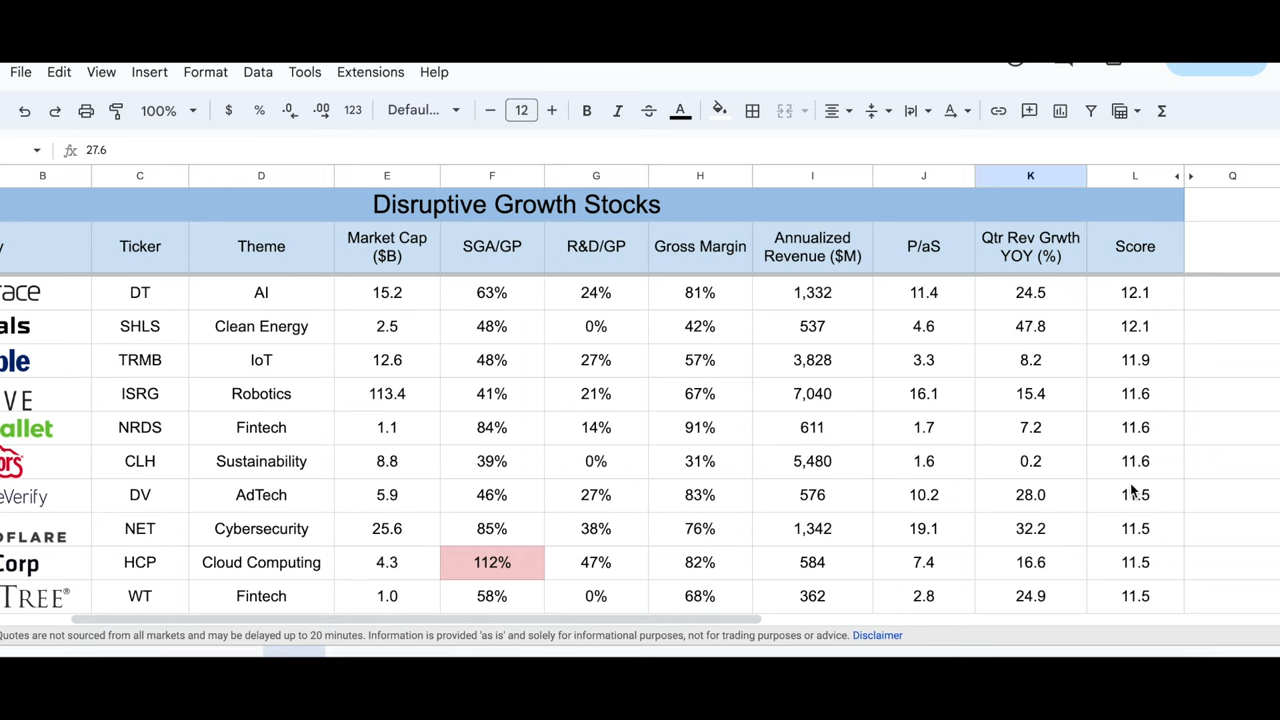 File Edit View Insert Format Data Tools Extensions Help
100% $ % .0 .00 123 Defaul... 12 B I A Σ
fx 27.6
B C D E F G H I J K L Q
Disruptive Growth Stocks
y Ticker Theme Market Cap ($B) SGA/GP R&D/GP Gross Margin Annualized Revenue ($M) P/aS Qtr Rev Grwth YOY (%) Score
race DT AI 15.2 63% 24% 81% 1,332 11.4 24.5 12.1
als SHLS Clean Energy 2.5 48% 0% 42% 537 4.6 47.8 12.1
ble TRMB IoT 12.6 48% 27% 57% 3,828 3.3 8.2 11.9
VE ISRG Robotics 113.4 41% 21% 67% 7,040 16.1 15.4 11.6
allet NRDS Fintech 1.1 84% 14% 91% 611 1.7 7.2 11.6
ors CLH Sustainability 8.8 39% 0% 31% 5,480 1.6 0.2 11.6
eVerify DV AdTech 5.9 46% 27% 83% 576 10.2 28.0 11.5
OFLARE NET Cybersecurity 25.6 85% 38% 76% 1,342 19.1 32.2 11.5
Corp HCP Cloud Computing 4.3 112% 47% 82% 584 7.4 16.6 11.5
TREE® WT Fintech 1.0 58% 0% 68% 362 2.8 24.9 11.5
Quotes are not sourced from all markets and may be delayed up to 20 minutes. Information is provided 'as is' and solely for informational purposes, not for trading purposes or advice. Disclaimer